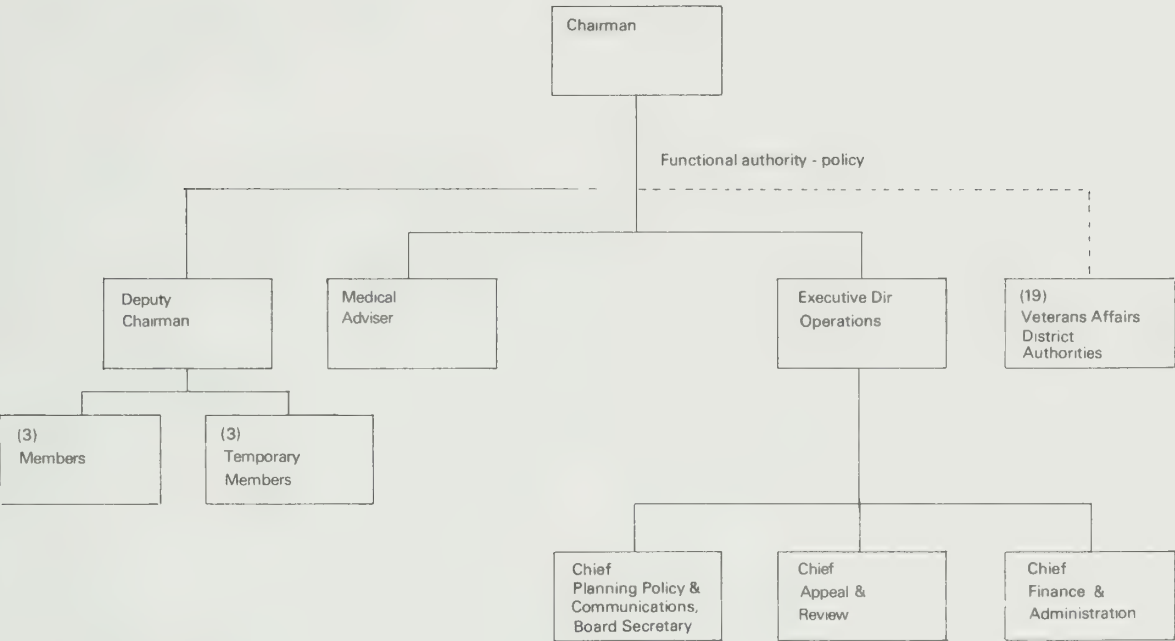 Chairman
Functional authority - policy
Deputy
Chairman
Medical
Adviser
Executive Dir
Operations
(19)
Veterans Affairs
District
Authorities
(3)
Members
(3)
Temporary
Members
Chief
Planning Policy &
Communications,
Board Secretary
Chief
Appeal &
Review
Chief
Finance &
Administration